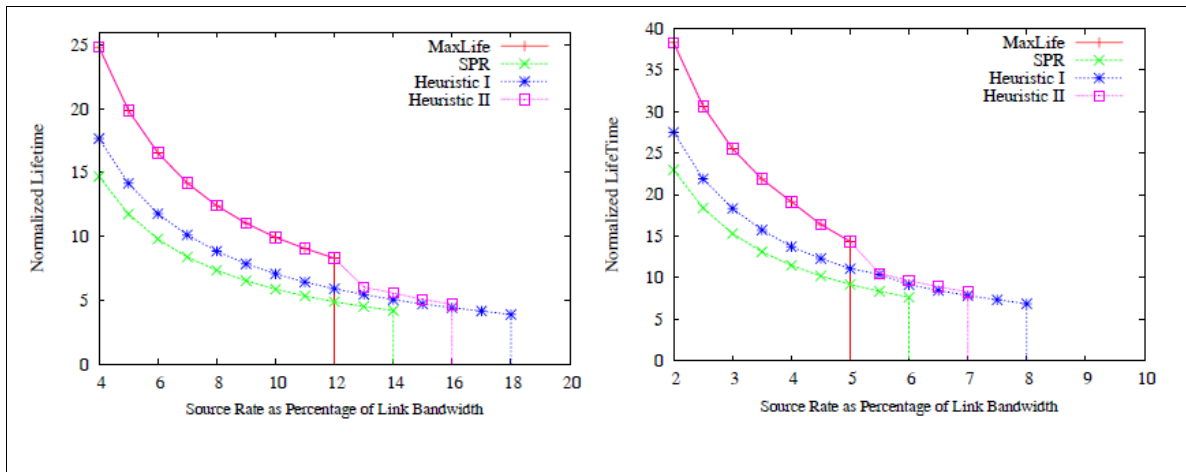 25
20
15
10
5
0
Normalized Lifetime
MaxLife
SPR
Heuristic I
Heuristic II
4 6 8 10 12 14 16 18 20
Source Rate as Percentage of Link Bandwidth
40
35
30
25
20
15
10
5
0
Normalized LifeTime
MaxLife
SPR
Heuristic I
Heuristic II
2 3 4 5 6 7 8 9 10
Source Rate as Percentage of Link Bandwidth